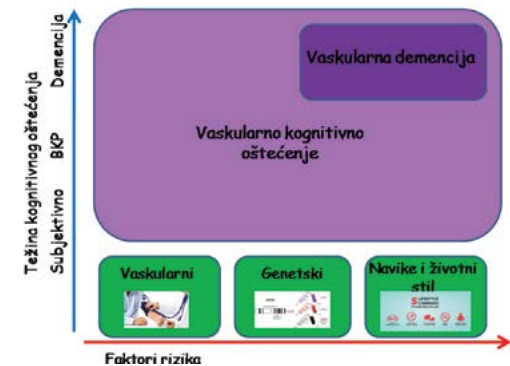 Težina kognitivnog oštećenja
Subjektivno BKP Demencija
Vaskularna demencija
Vaskularno kognitivno
oštećenje
Vaskularni
Genetski
Navike i životni
stil
Faktori rizika